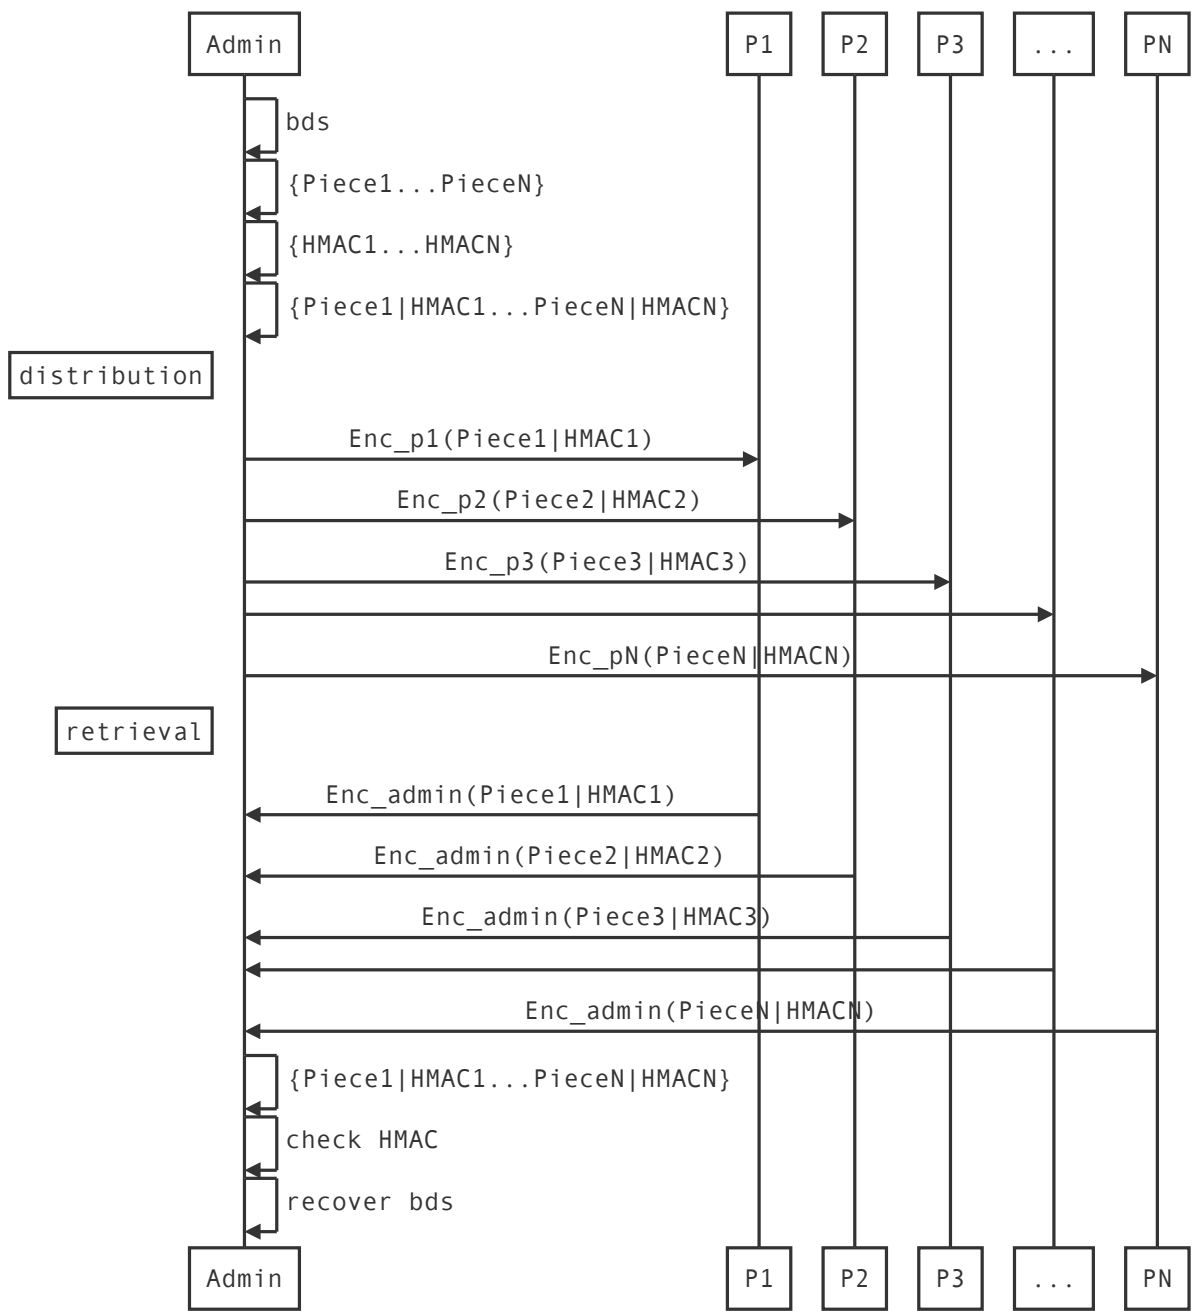 Admin P1 P2 P3 ... PN
bds
{Piece1...PieceN}
{HMAC1...HMACN}
{Piece1|HMAC1...PieceN|HMACN}
distribution
Enc_p1(Piece1|HMAC1)
Enc_p2(Piece2|HMAC2)
Enc_p3(Piece3|HMAC3)
Enc_pN(PieceN|HMACN)
retrieval
Enc_admin(Piece1|HMAC1)
Enc_admin(Piece2|HMAC2)
Enc_admin(Piece3|HMAC3)
Enc_admin(PieceN|HMACN)
{Piece1|HMAC1...PieceN|HMACN}
check HMAC
recover bds
Admin P1 P2 P3 ... PN